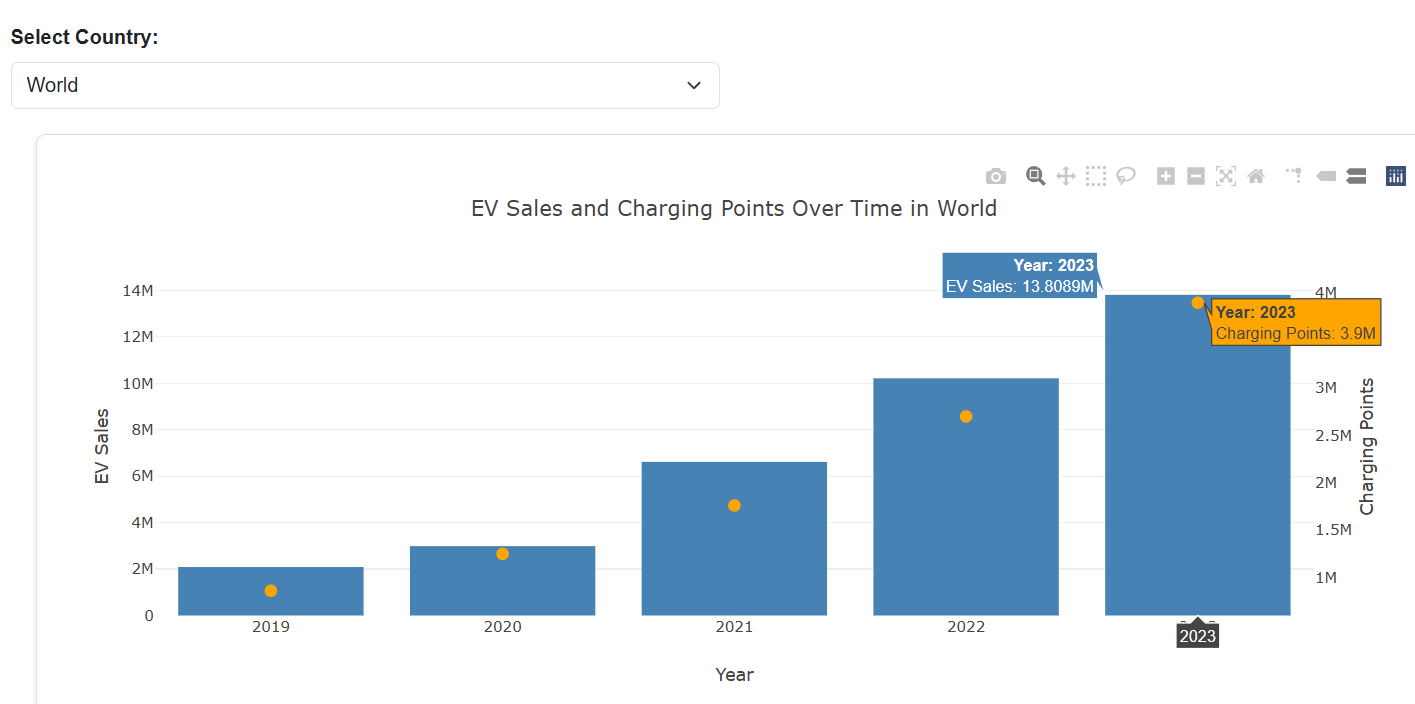 Select Country:
World
EV Sales and Charging Points Over Time in World
Year: 2023
EV Sales: 13.8089M
Year: 2023
Charging Points: 3.9M
14M
12M
10M
8M
6M
4M
2M
0
EV Sales
4M
3M
2.5M
2M
1.5M
1M
Charging Points
2019
2020
2021
2022
2023
Year